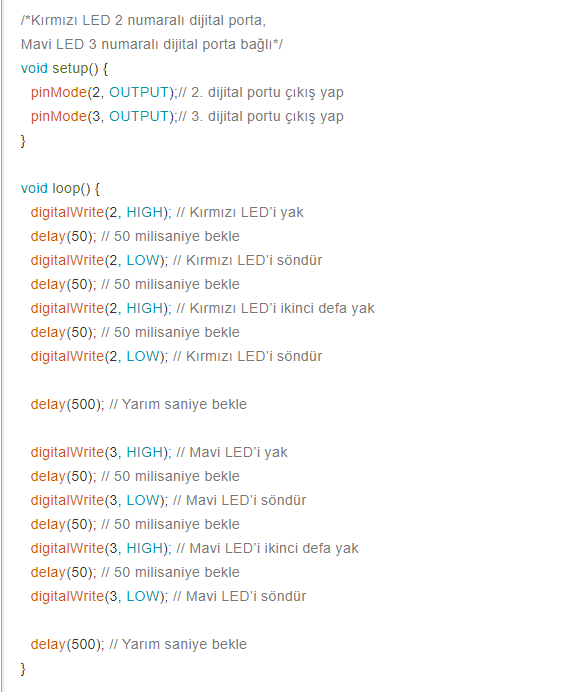 /*Kırmızı LED 2 numaralı dijital porta,
Mavi LED 3 numaralı dijital porta bağlı*/
void setup() {
pinMode(2, OUTPUT);// 2. dijital portu çıkış yap
pinMode(3, OUTPUT);// 3. dijital portu çıkış yap
}
void loop() {
digitalWrite(2, HIGH); // Kırmızı LED’i yak
delay(50); // 50 milisaniye bekle
digitalWrite(2, LOW); // Kırmızı LED’i söndür
delay(50); // 50 milisaniye bekle
digitalWrite(2, HIGH); // Kırmızı LED’i ikinci defa yak
delay(50); // 50 milisaniye bekle
digitalWrite(2, LOW); // Kırmızı LED’i söndür
delay(500); // Yarım saniye bekle
digitalWrite(3, HIGH); // Mavi LED’i yak
delay(50); // 50 milisaniye bekle
digitalWrite(3, LOW); // Mavi LED’i söndür
delay(50); // 50 milisaniye bekle
digitalWrite(3, HIGH); // Mavi LED’i ikinci defa yak
delay(50); // 50 milisaniye bekle
digitalWrite(3, LOW); // Mavi LED’i söndür
delay(500); // Yarım saniye bekle
}